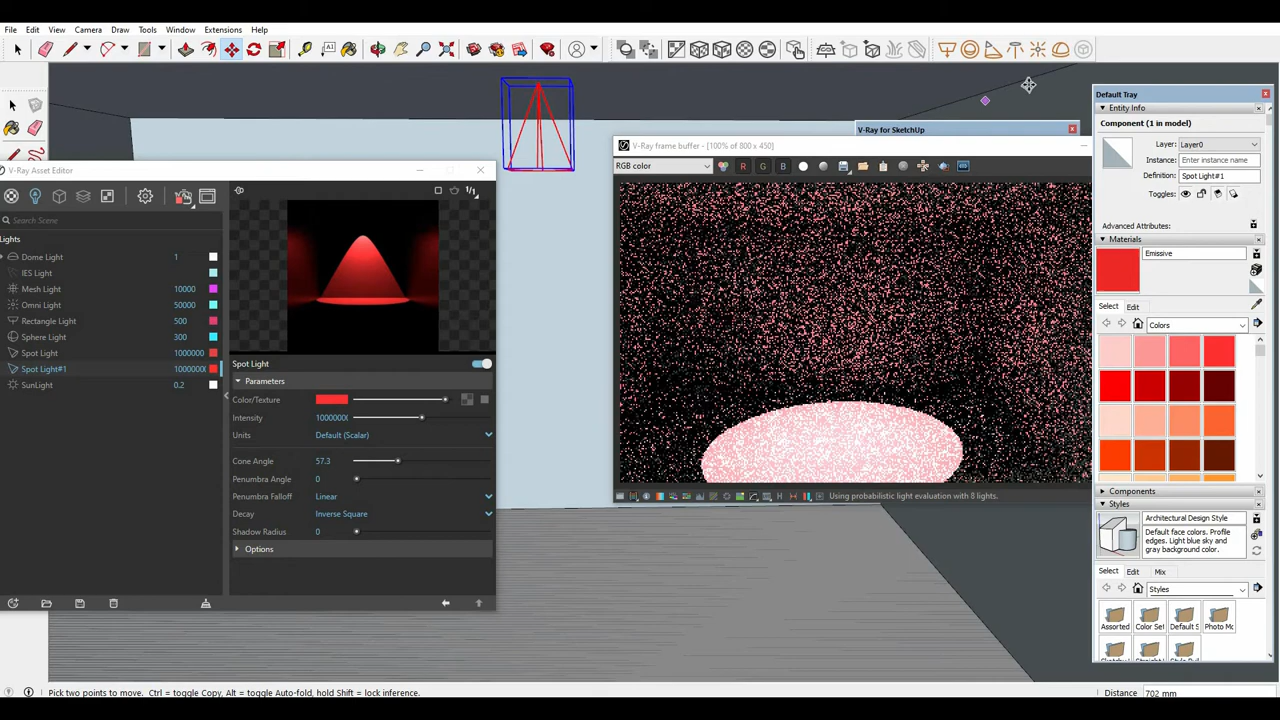 File Edit View Camera Draw Tools Window Extensions Help
V-Ray Asset Editor
Search Scene
Lights
Dome Light 1
IES Light
Mesh Light 10000
Omni Light 50000
Rectangle Light 500
Sphere Light 300
Spot Light 1000000
Spot Light#1 1000000
SunLight 0.2
1/1
Spot Light
Parameters
Color/Texture
Intensity 1000000
Units Default (Scalar)
Cone Angle 57.3
Penumbra Angle 0
Penumbra Falloff Linear
Decay Inverse Square
Shadow Radius 0
Options
V-Ray for SketchUp
V-Ray frame buffer - [100% of 800 x 450]
RGB color
R G B
Using probabilistic light evaluation with 8 lights.
Default Tray
Entity Info
Component (1 in model)
Layer: Layer0
Instance: Enter instance name
Definition: Spot Light#1
Toggles:
Advanced Attributes:
Materials
Emissive
Select Edit
Colors
Components
Styles
Architectural Design Style
Default face colors. Profile
edges. Light blue sky and
gray background color.
Select Edit Mix
Styles
Assorted Color Set Default S Photo Mo
Pick two points to move. Ctrl = toggle Copy, Alt = toggle Auto-fold, hold Shift = lock inference.
Distance 702 mm